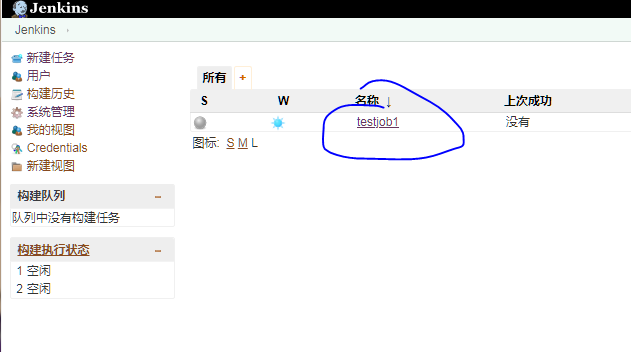 Jenkins
Jenkins
新建任务
用户
构建历史
系统管理
我的视图
Credentials
新建视图
构建队列
队列中没有构建任务
构建执行状态
1 空闲
2 空闲
所有 +
S W 名称 ↓ 上次成功
testjob1 没有
图标: S M L